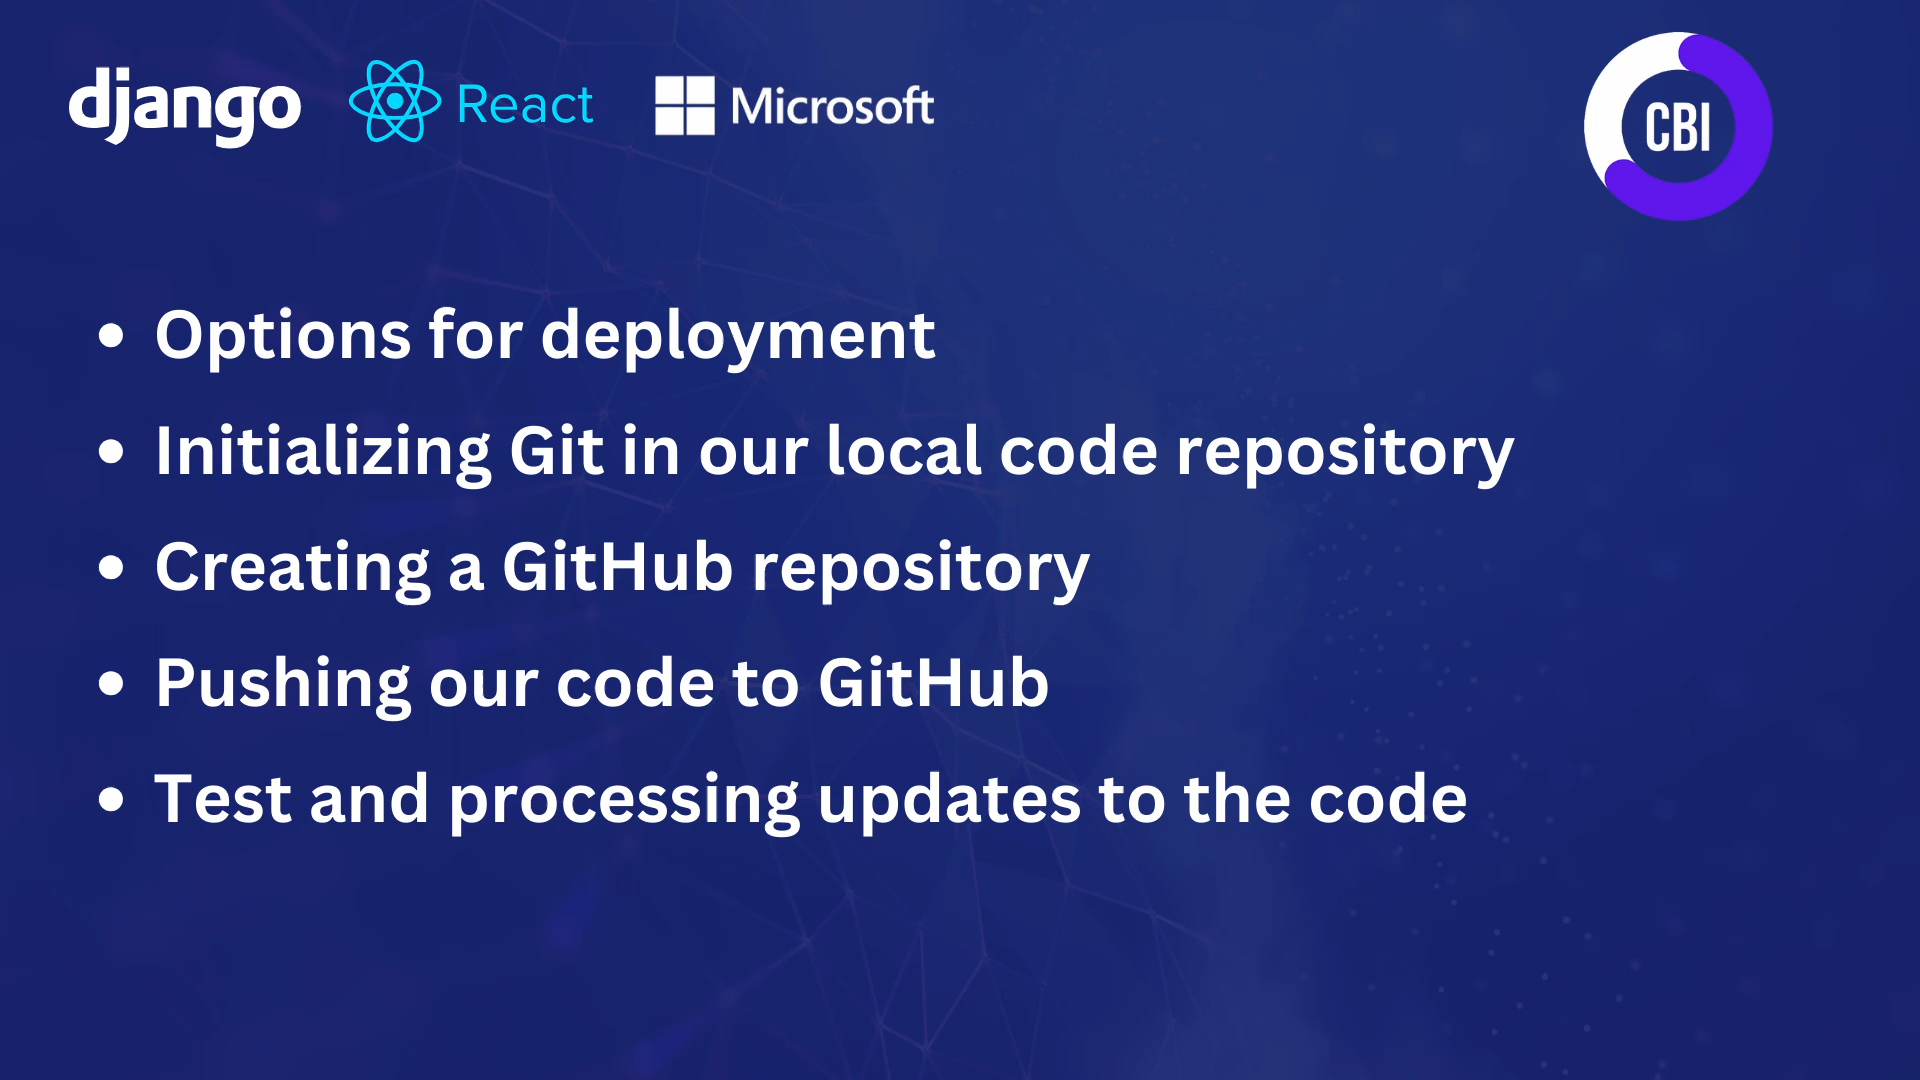 django React Microsoft
CBI
• Options for deployment
• Initializing Git in our local code repository
• Creating a GitHub repository
• Pushing our code to GitHub
• Test and processing updates to the code